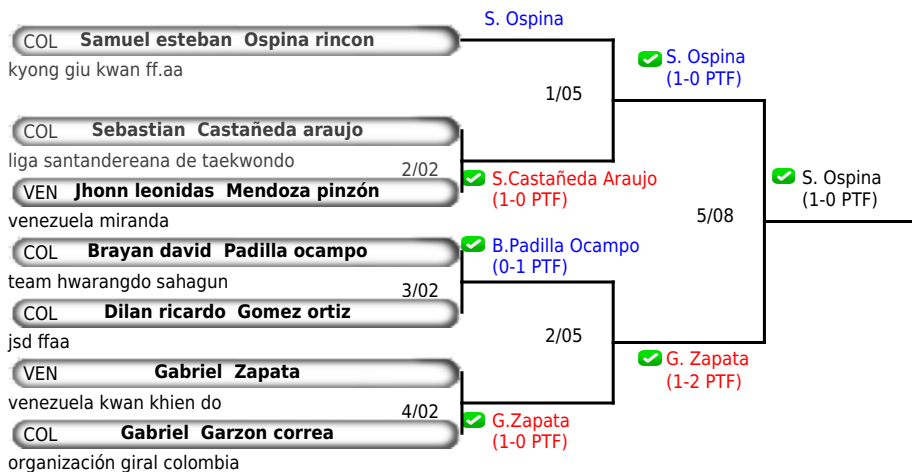 S. Ospina
COL Samuel esteban Ospina rincon
kyong giu kwan ff.aa
S. Ospina
(1-0 PTF)
1/05
COL Sebastian Castañeda araujo
liga santandereana de taekwondo
2/02
VEN Jhonn leonidas Mendoza pinzón
venezuela miranda
S.Castañeda Araujo
(1-0 PTF)
S. Ospina
(1-0 PTF)
5/08
COL Brayan david Padilla ocampo
team hwarangdo sahagun
B.Padilla Ocampo
(0-1 PTF)
3/02
COL Dilan ricardo Gomez ortiz
jsd ffaa
2/05
G. Zapata
(1-2 PTF)
VEN Gabriel Zapata
venezuela kwan khien do
4/02
COL Gabriel Garzon correa
organización giral colombia
G.Zapata
(1-0 PTF)